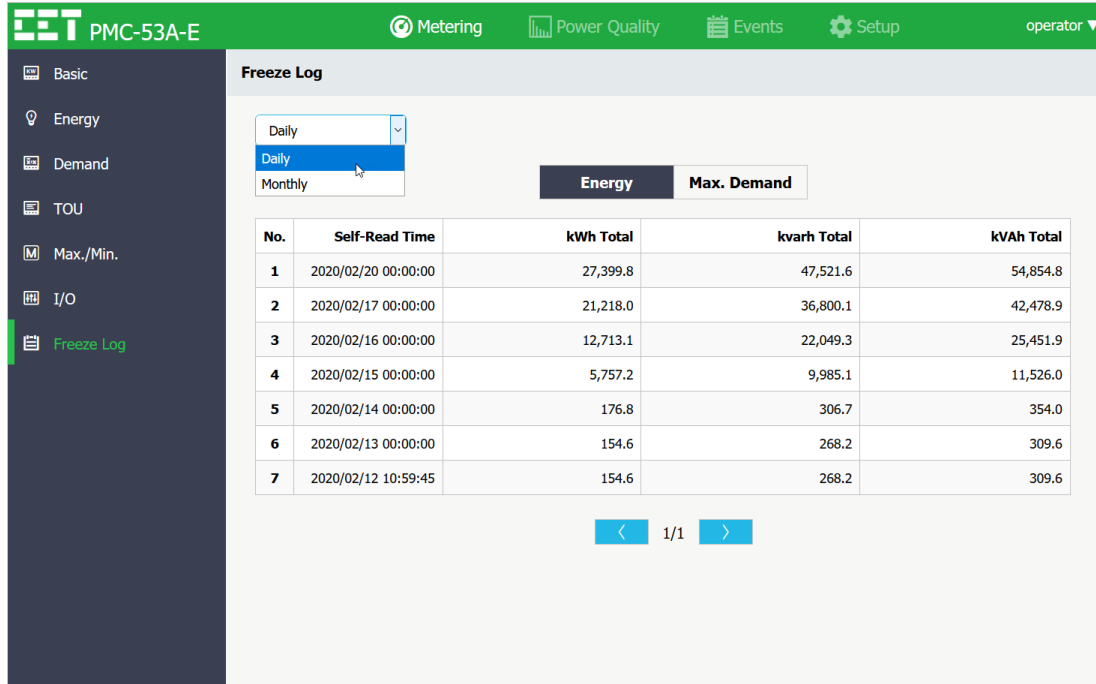 CET PMC-53A-E Metering Power Quality Events Setup operator
Basic
Energy
Demand
TOU
Max./Min.
I/O
Freeze Log
Freeze Log
Daily
Daily
Monthly
Energy Max. Demand
No. Self-Read Time kWh Total kvarh Total kVAh Total
1 2020/02/20 00:00:00 27,399.8 47,521.6 54,854.8
2 2020/02/17 00:00:00 21,218.0 36,800.1 42,478.9
3 2020/02/16 00:00:00 12,713.1 22,049.3 25,451.9
4 2020/02/15 00:00:00 5,757.2 9,985.1 11,526.0
5 2020/02/14 00:00:00 176.8 306.7 354.0
6 2020/02/13 00:00:00 154.6 268.2 309.6
7 2020/02/12 10:59:45 154.6 268.2 309.6
1/1